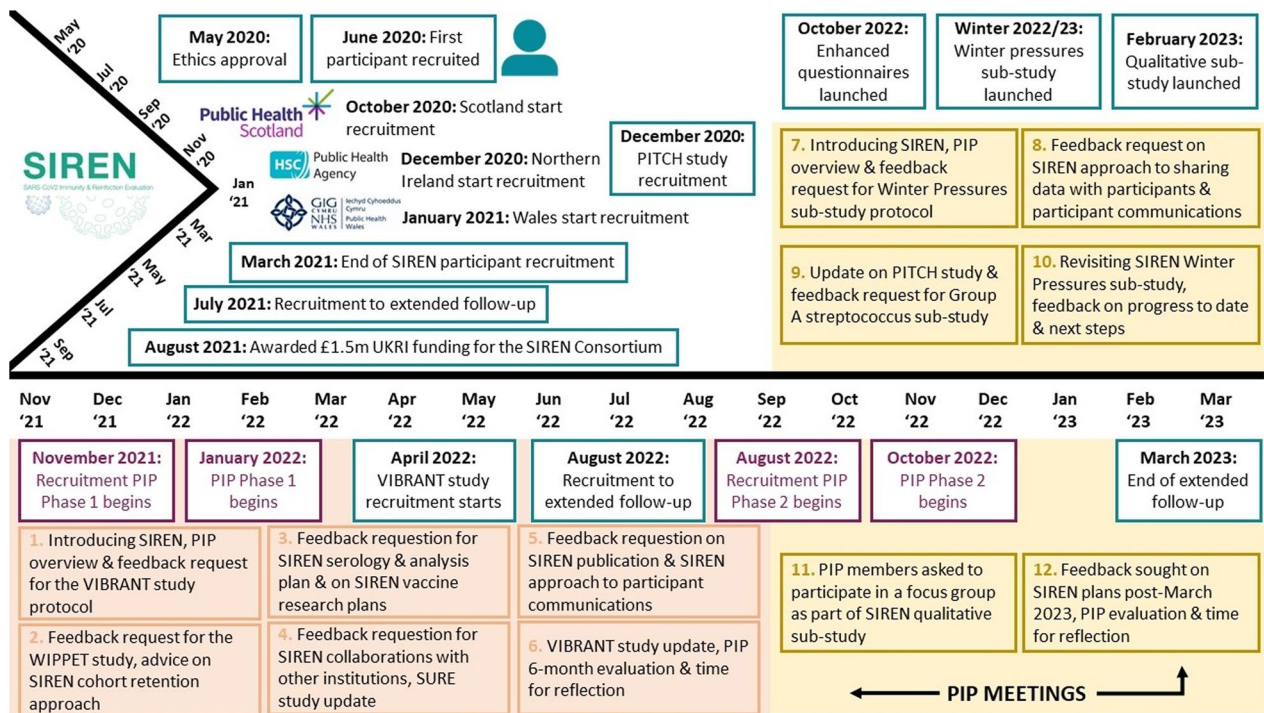 May '20
Jul '20
Sep '20
Nov '20
Jan '21
Mar '21
May '21
Jul '21
Sep '21
SIREN
SARS-CoV2 Immunity & Reinfection Evaluation
May 2020:
Ethics approval
June 2020: First
participant recruited
Public Health
Scotland
October 2020: Scotland start
recruitment
HSC
Public Health
Agency
December 2020: Northern
Ireland start recruitment
December 2020:
PITCH study
recruitment
GIG
CYMRU
NHS
WALES
Iechyd Cyhoeddus
Cymru
Public Health
Wales
January 2021: Wales start recruitment
March 2021: End of SIREN participant recruitment
July 2021: Recruitment to extended follow-up
August 2021: Awarded £1.5m UKRI funding for the SIREN Consortium
October 2022:
Enhanced
questionnaires
launched
Winter 2022/23:
Winter pressures
sub-study
launched
February 2023:
Qualitative sub-
study launched
7. Introducing SIREN, PIP
overview & feedback
request for Winter Pressures
sub-study protocol
8. Feedback request on
SIREN approach to sharing
data with participants &
participant communications
9. Update on PITCH study &
feedback request for Group
A streptococcus sub-study
10. Revisiting SIREN Winter
Pressures sub-study,
feedback on progress to date
& next steps
Nov Dec Jan Feb Mar Apr May Jun Jul Aug Sep Oct Nov Dec Jan Feb Mar
'21 '21 '22 '22 '22 '22 '22 '22 '22 '22 '22 '22 '22 '22 '23 '23 '23
November 2021:
Recruitment PIP
Phase 1 begins
January 2022:
PIP Phase 1
begins
April 2022:
VIBRANT study
recruitment starts
August 2022:
Recruitment to
extended follow-up
August 2022:
Recruitment PIP
Phase 2 begins
October 2022:
PIP Phase 2
begins
March 2023:
End of extended
follow-up
1. Introducing SIREN, PIP
overview & feedback request
for the VIBRANT study
protocol
2. Feedback request for the
WIPPET study, advice on
SIREN cohort retention
approach
3. Feedback requestion for
SIREN serology & analysis
plan & on SIREN vaccine
research plans
4. Feedback requestion for
SIREN collaborations with
other institutions, SURE
study update
5. Feedback requestion on
SIREN publication & SIREN
approach to participant
communications
6. VIBRANT study update, PIP
6-month evaluation & time
for reflection
11. PIP members asked to
participate in a focus group
as part of SIREN qualitative
sub-study
12. Feedback sought on
SIREN plans post-March
2023, PIP evaluation & time
for reflection
PIP MEETINGS